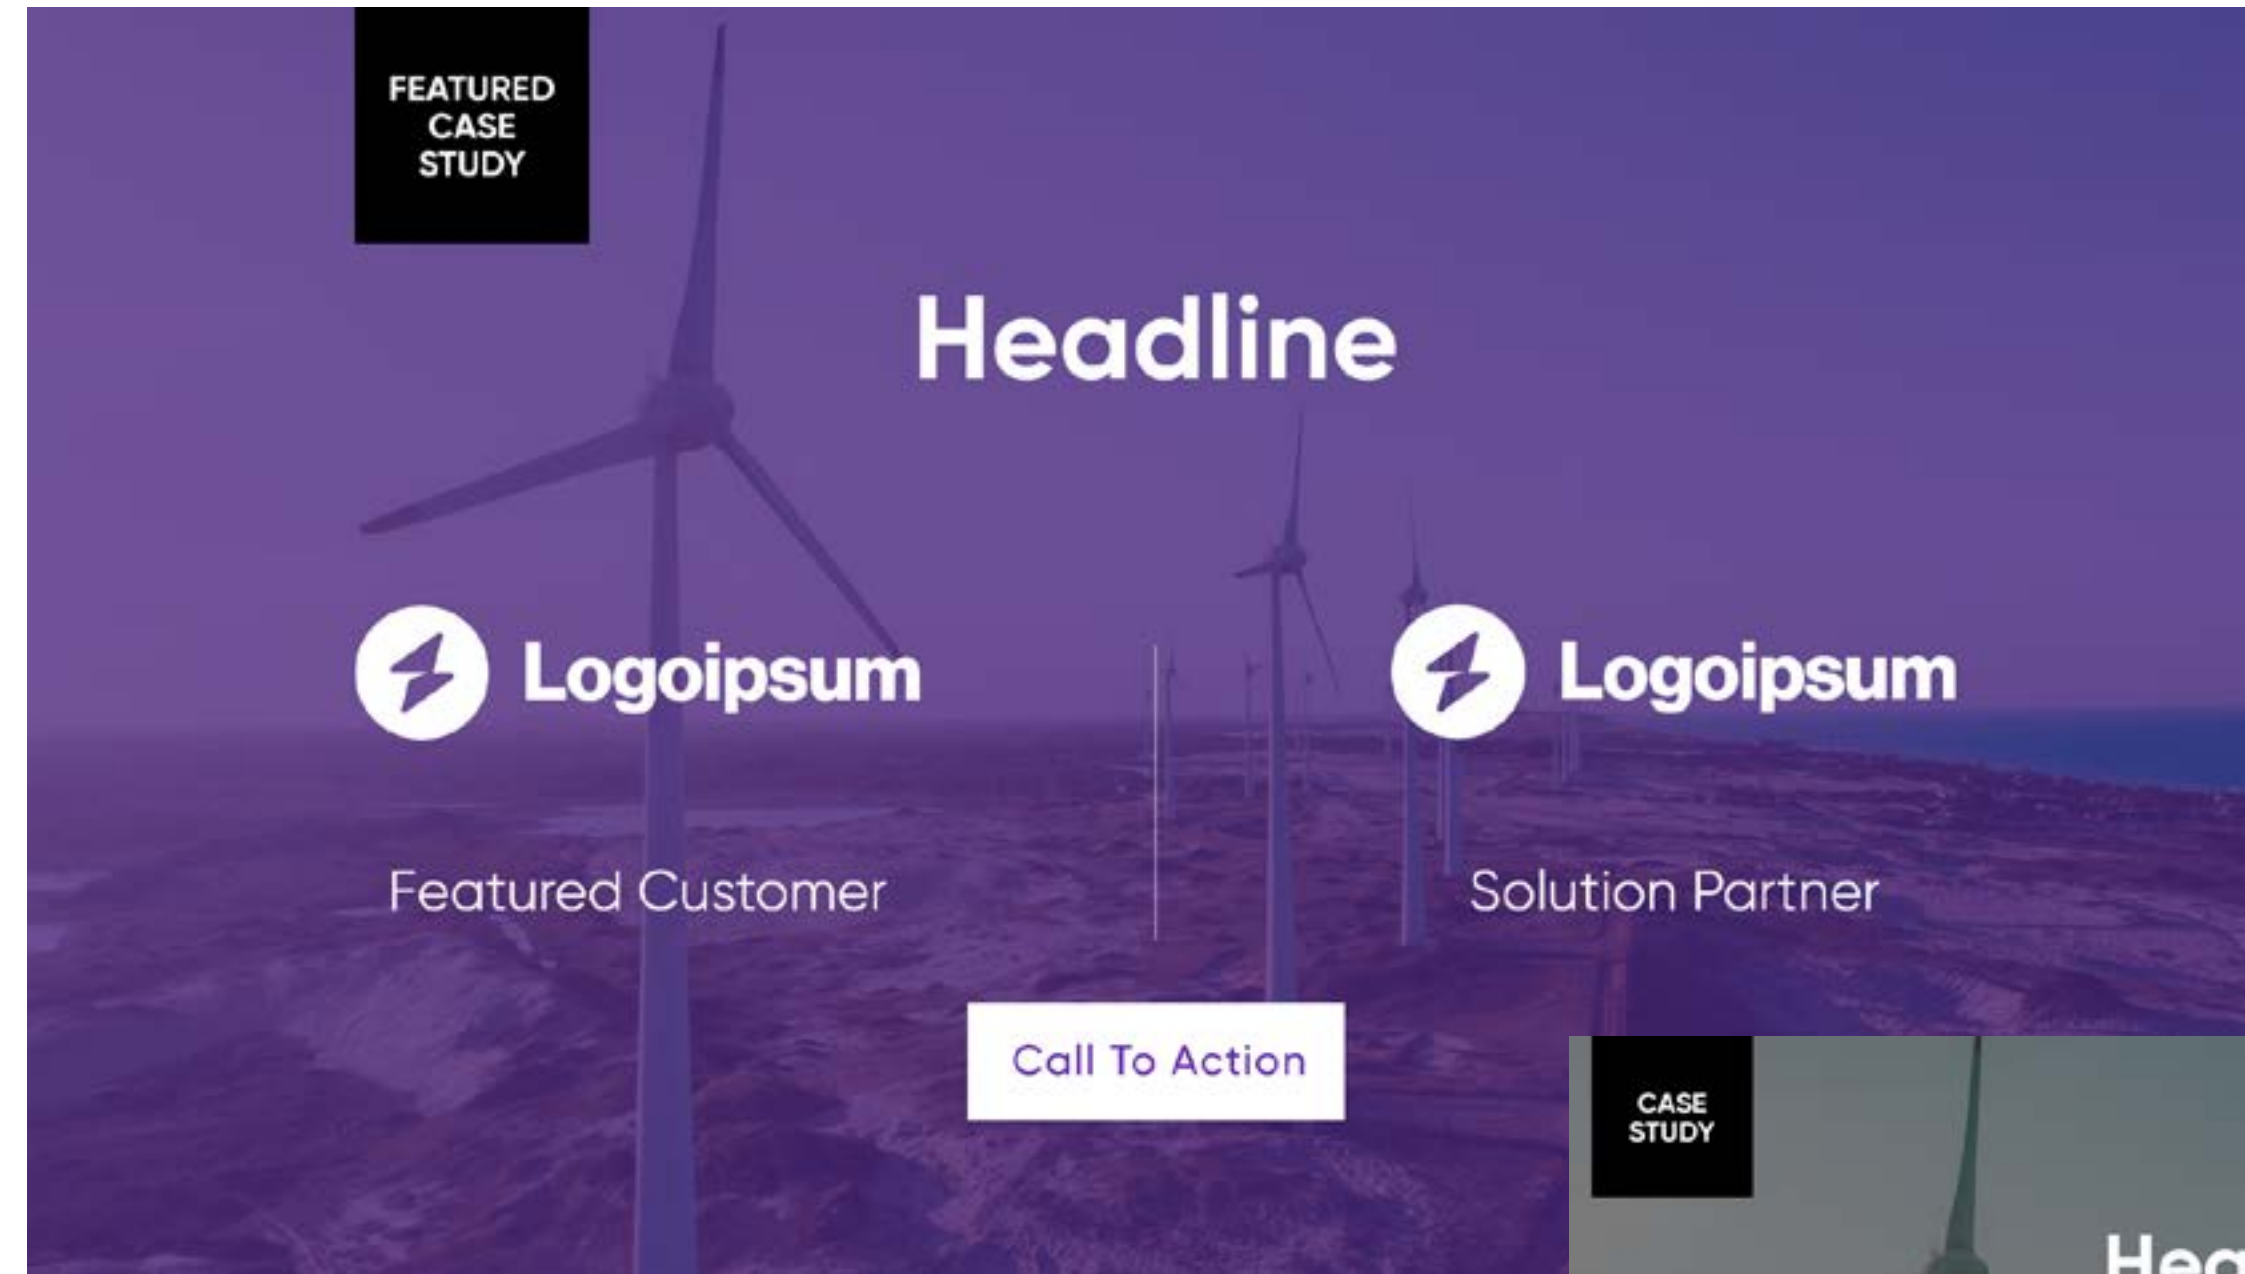 FEATURED
CASE
STUDY
Headline
Logoipsum
Logoipsum
Featured Customer
Solution Partner
Call To Action
CASE
STUDY